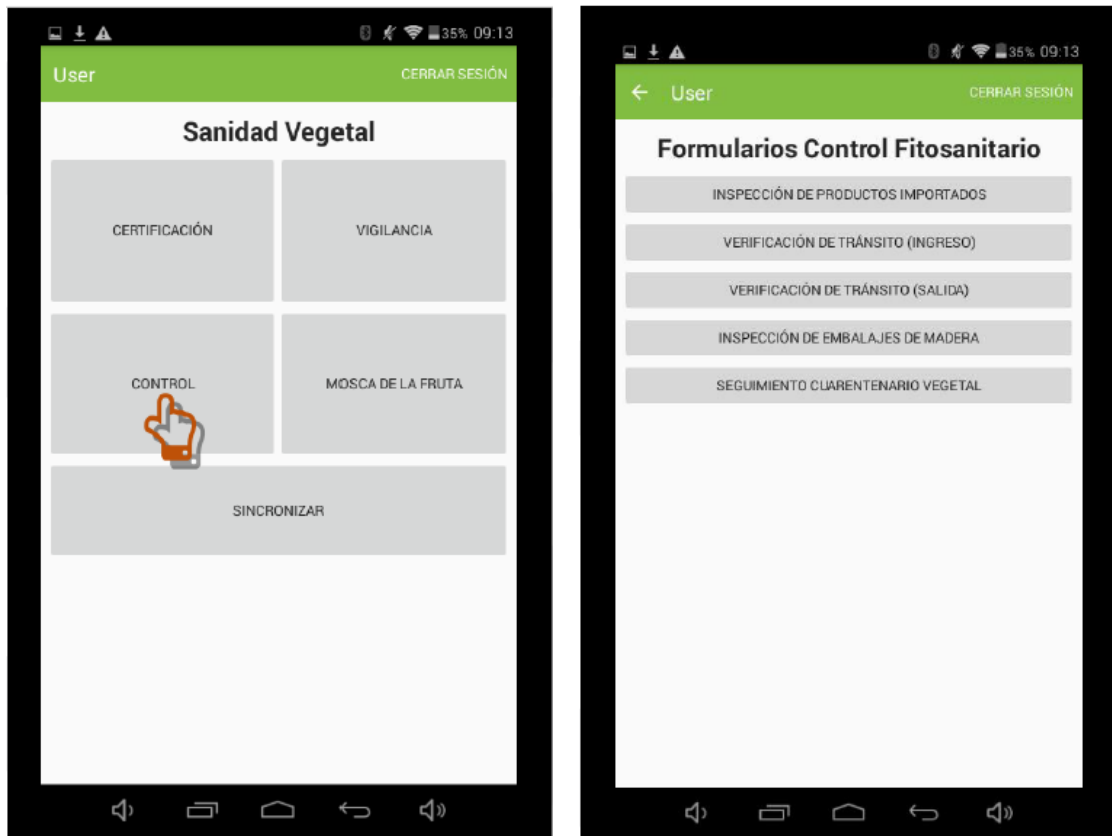 35% 09:13
User CERRAR SESIÓN
Sanidad Vegetal
CERTIFICACIÓN VIGILANCIA
CONTROL MOSCA DE LA FRUTA
SINCRONIZAR
35% 09:13
User CERRAR SESIÓN
Formularios Control Fitosanitario
INSPECCIÓN DE PRODUCTOS IMPORTADOS
VERIFICACIÓN DE TRÁNSITO (INGRESO)
VERIFICACIÓN DE TRÁNSITO (SALIDA)
INSPECCIÓN DE EMBALAJES DE MADERA
SEGUIMIENTO CUARENTENARIO VEGETAL